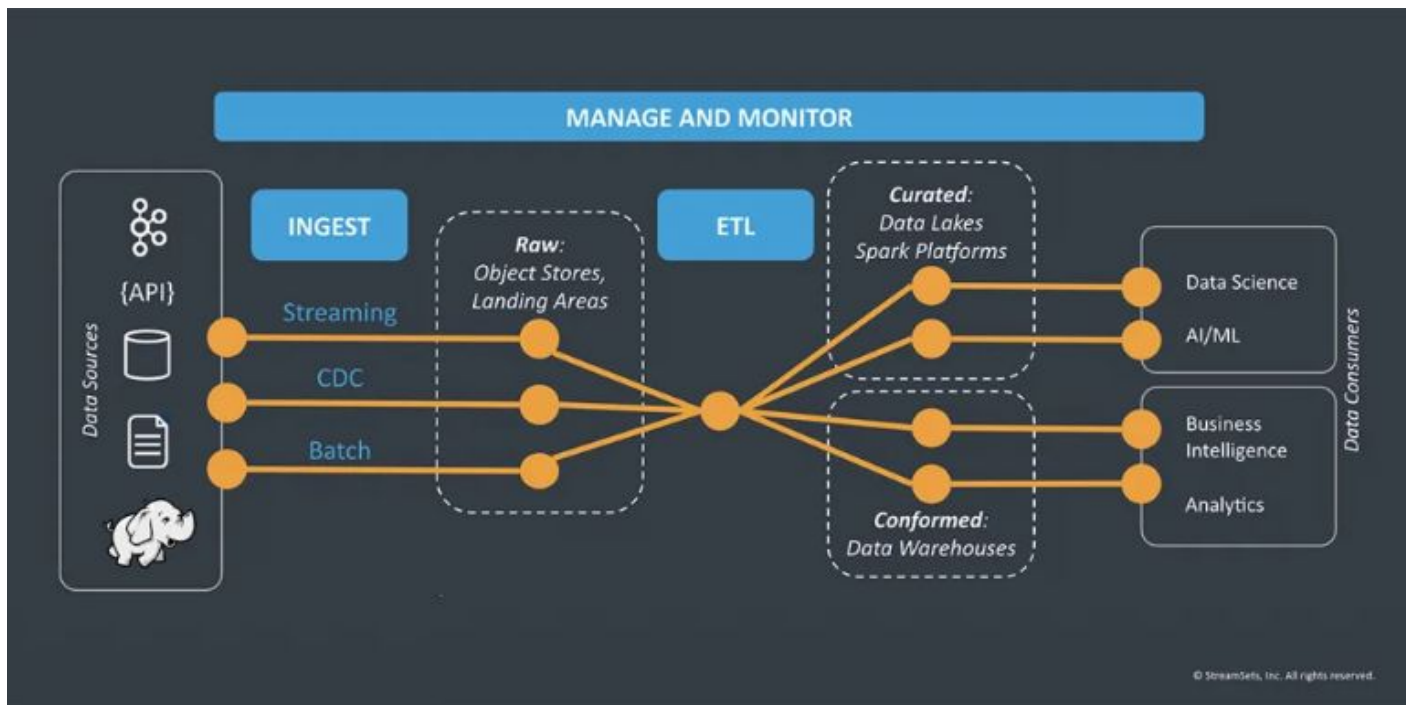 MANAGE AND MONITOR
Data Sources
{API}
INGEST
Streaming
CDC
Batch
Raw:
Object Stores,
Landing Areas
ETL
Curated:
Data Lakes
Spark Platforms
Conformed:
Data Warehouses
Data Science
AI/ML
Business
Intelligence
Analytics
Data Consumers
© StreamSets, Inc. All rights reserved.